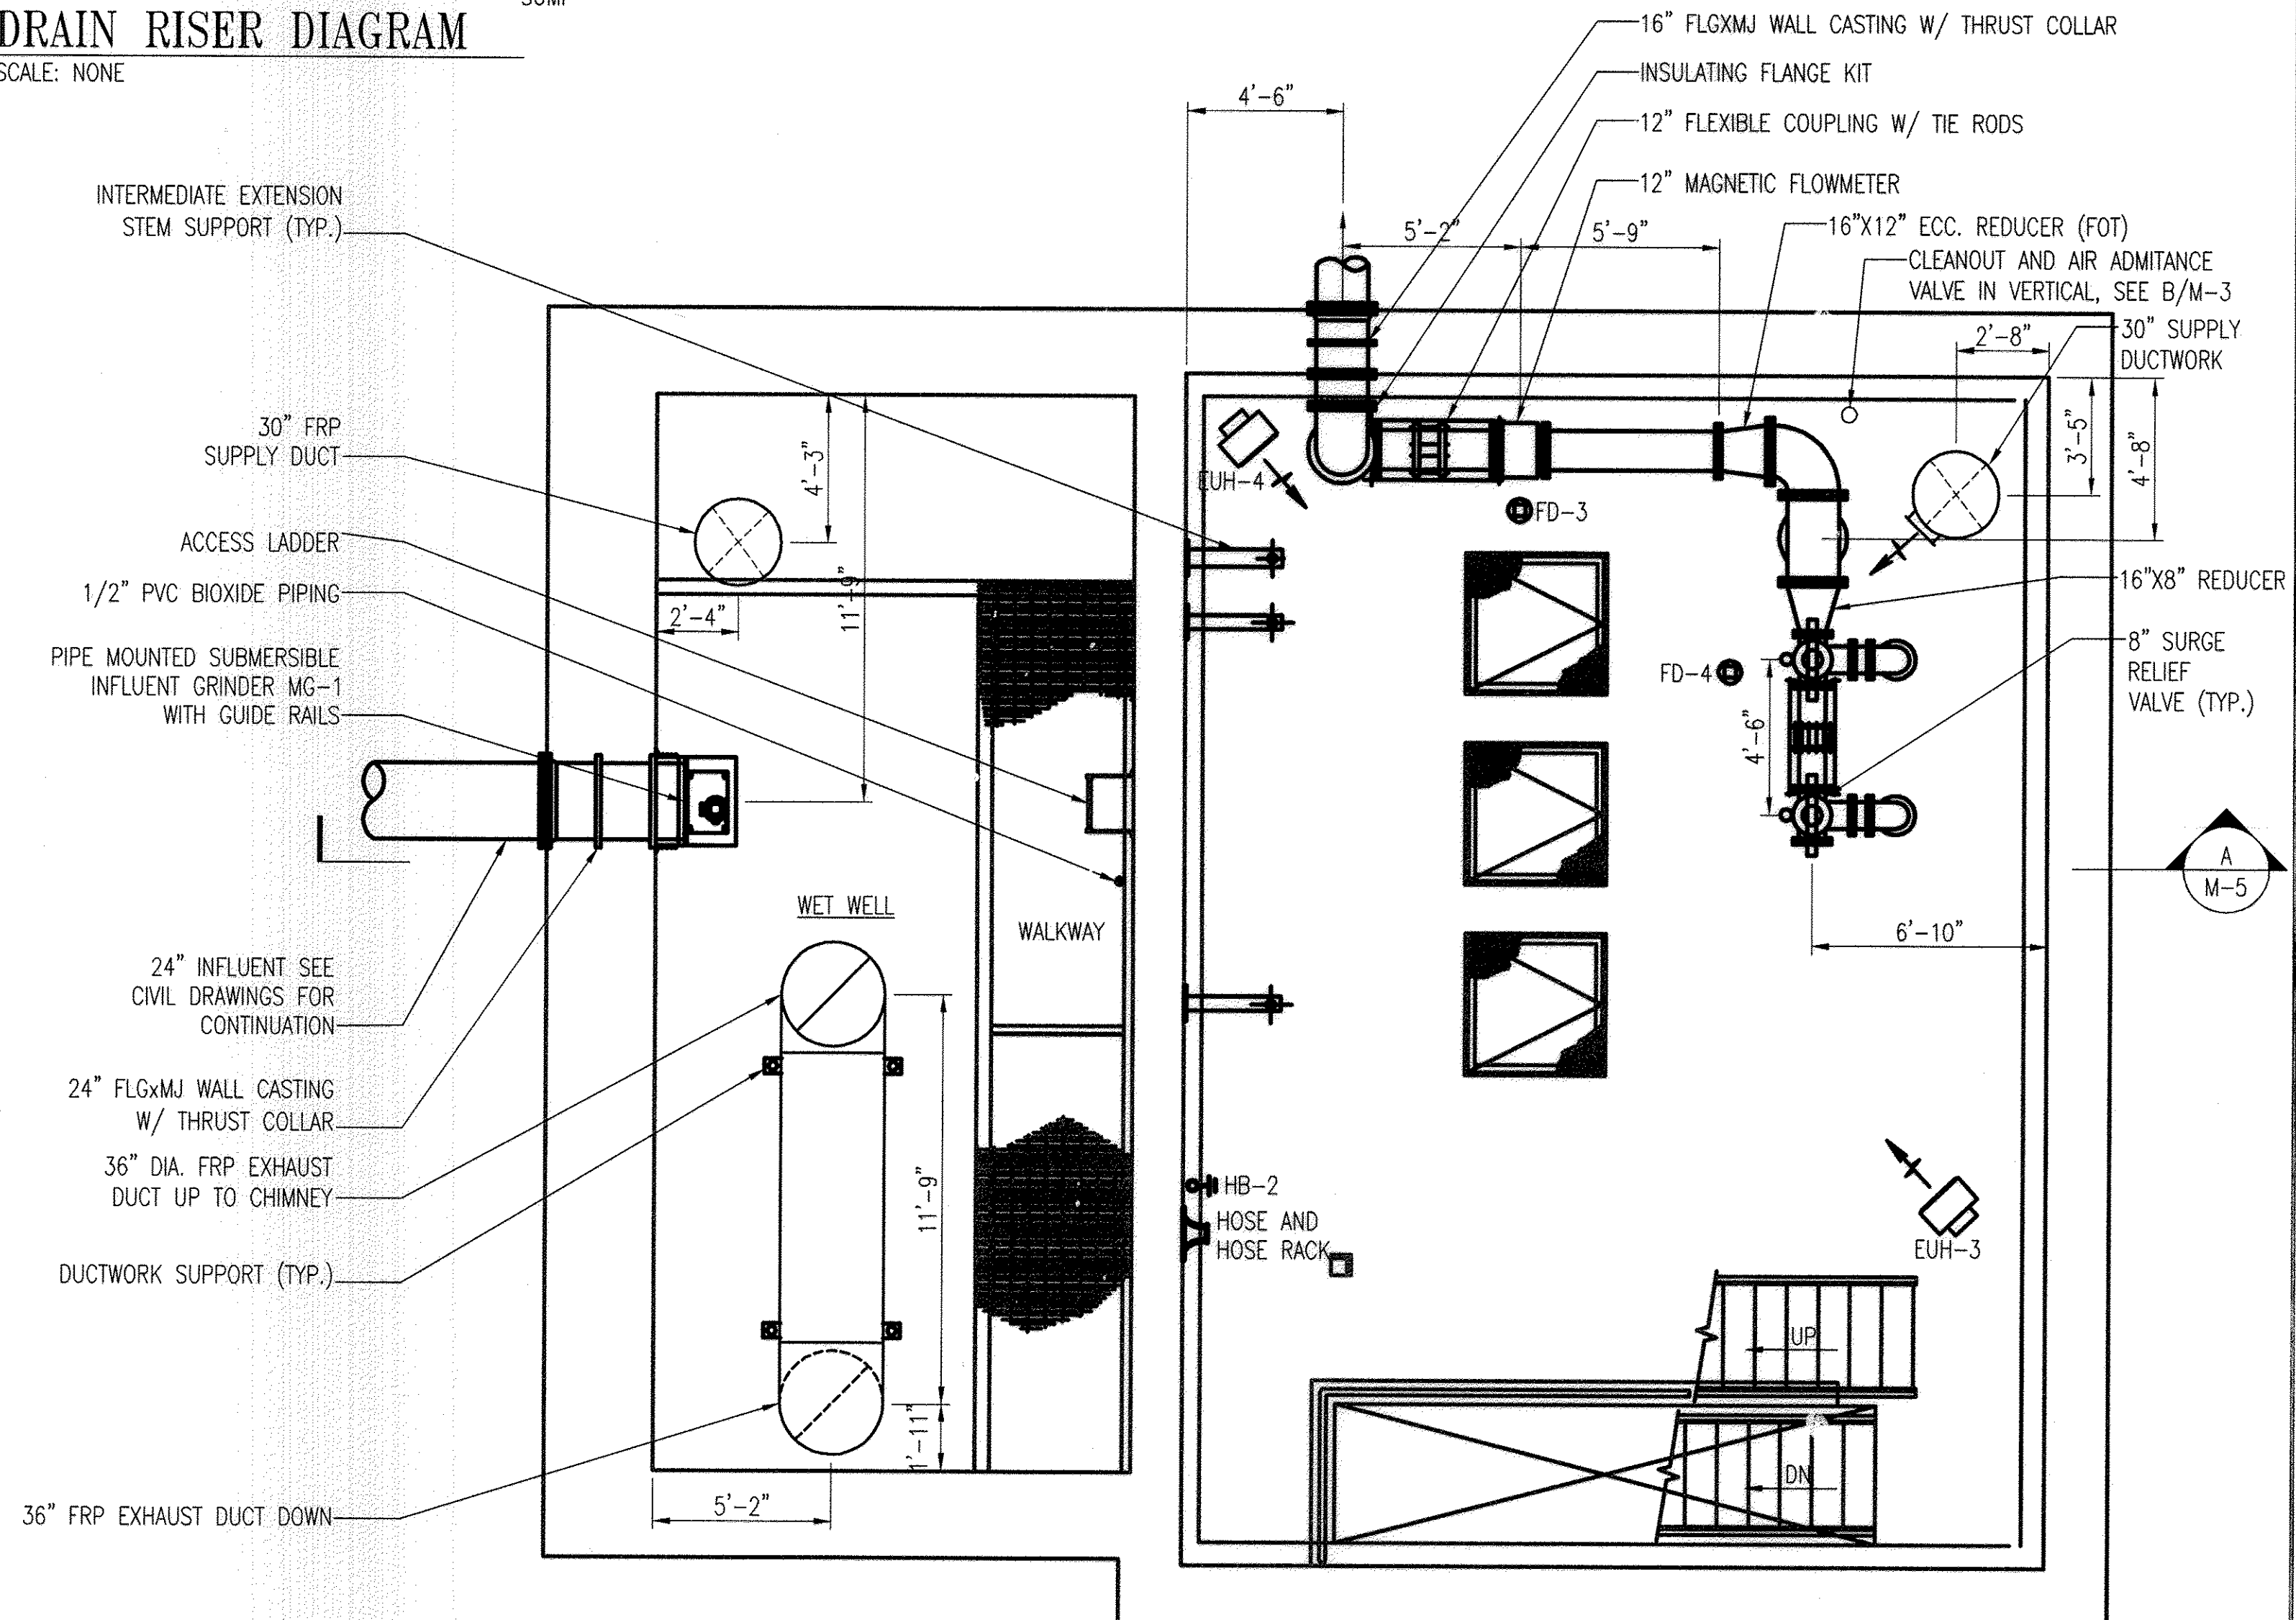 DRAIN RISER DIAGRAM
SCALE: NONE
16" FLGXMJ WALL CASTING W/ THRUST COLLAR
INSULATING FLANGE KIT
12" FLEXIBLE COUPLING W/ TIE RODS
12" MAGNETIC FLOWMETER
16"X12" ECC. REDUCER (FOT)
CLEANOUT AND AIR ADMITANCE
VALVE IN VERTICAL, SEE B/M-3
30" SUPPLY
DUCTWORK
4'-6"
5'-2"
5'-9"
2'-8"
3'-5"
4'-8"
INTERMEDIATE EXTENSION
STEM SUPPORT (TYP.)
30" FRP
SUPPLY DUCT
ACCESS LADDER
1/2" PVC BIOXIDE PIPING
PIPE MOUNTED SUBMERSIBLE
INFLUENT GRINDER MG-1
WITH GUIDE RAILS
4'-3"
11'-9"
2'-4"
EUH-4
FD-3
16"X8" REDUCER
8" SURGE
RELIEF
VALVE (TYP.)
FD-4
4'-6"
A
M-5
6'-10"
WET WELL
WALKWAY
24" INFLUENT SEE
CIVIL DRAWINGS FOR
CONTINUATION
24" FLGxMJ WALL CASTING
W/ THRUST COLLAR
36" DIA. FRP EXHAUST
DUCT UP TO CHIMNEY
DUCTWORK SUPPORT (TYP.)
36" FRP EXHAUST DUCT DOWN
11'-9"
1'-11"
5'-2"
HB-2
HOSE AND
HOSE RACK
EUH-3
UP
DN